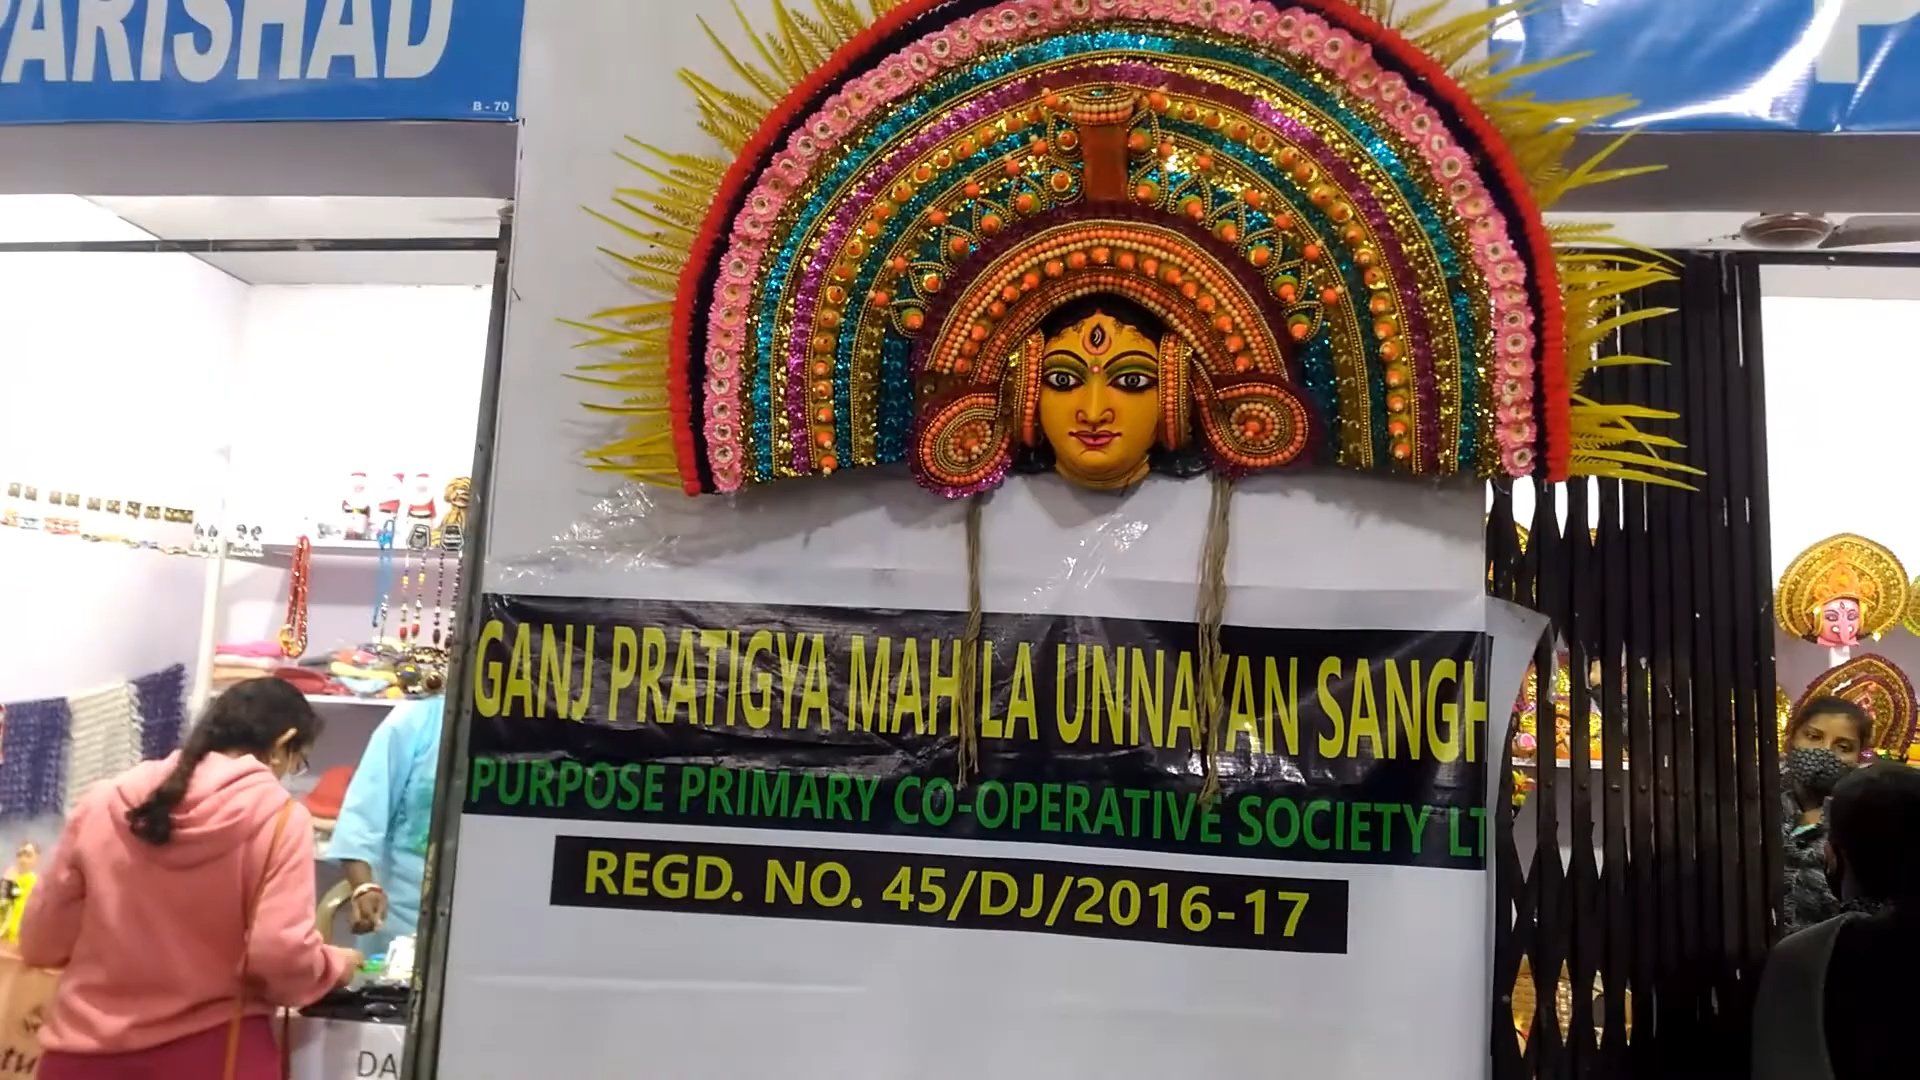 PARISHAD
B - 70
P
GANJ PRATIGYA MAHILA UNNAYAN SANGH
PURPOSE PRIMARY CO-OPERATIVE SOCIETY LT
REGD. NO. 45/DJ/2016-17
DA